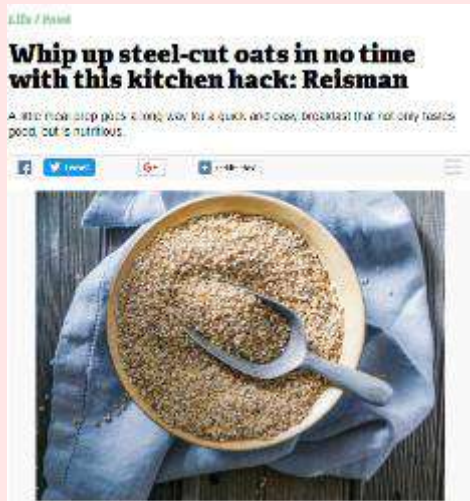 Life / Food
Whip up steel-cut oats in no time
with this kitchen hack: Reisman
A little meal prep goes a long way for a quick and easy breakfast that not only tastes
good, but is nutritious.
Tweet G+